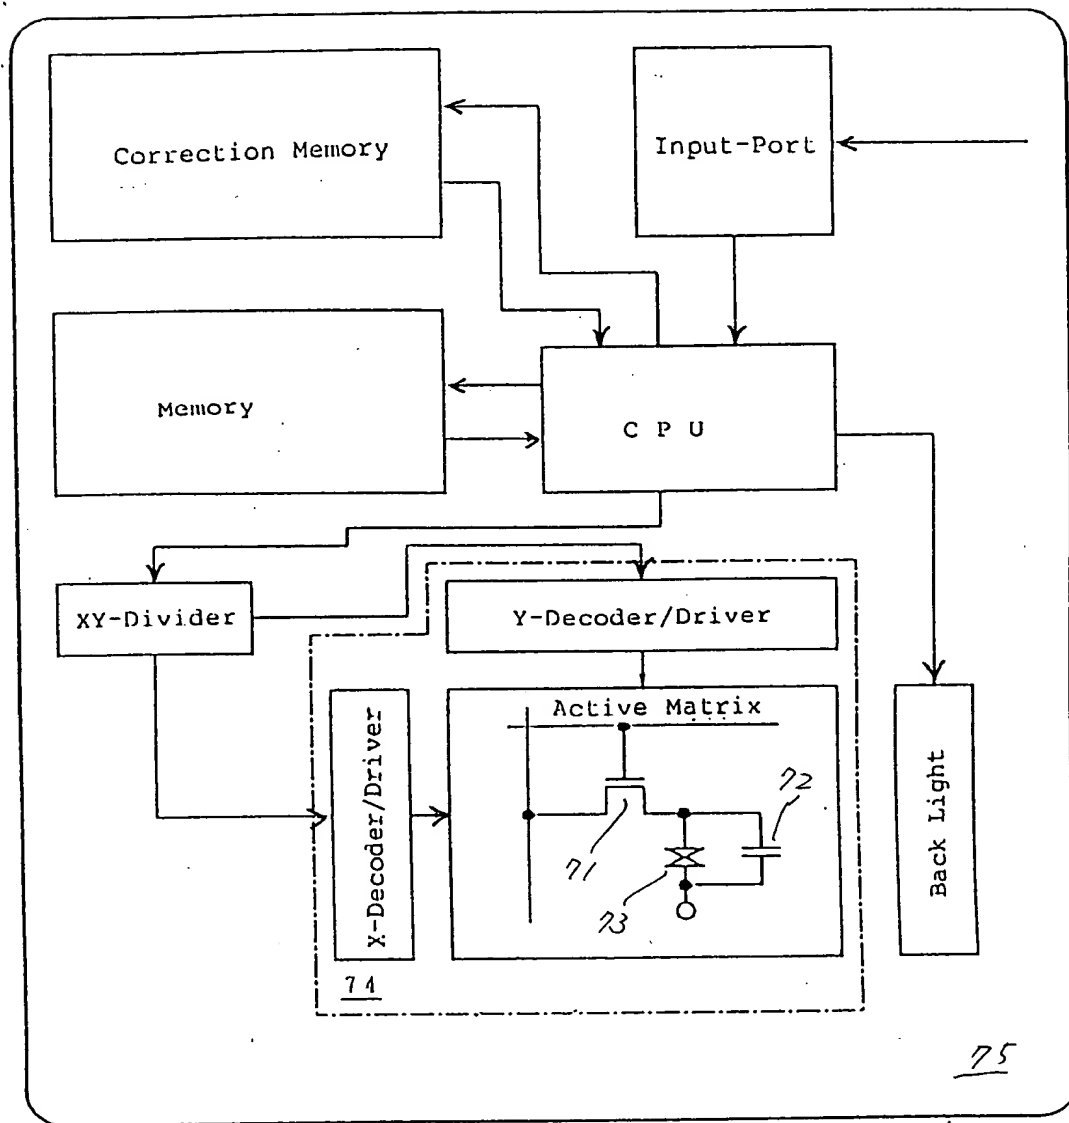 Correction Memory
Input-Port
Memory
C P U
XY-Divider
Y-Decoder/Driver
Active Matrix
X-Decoder/Driver
Back Light
71
72
73
74
75